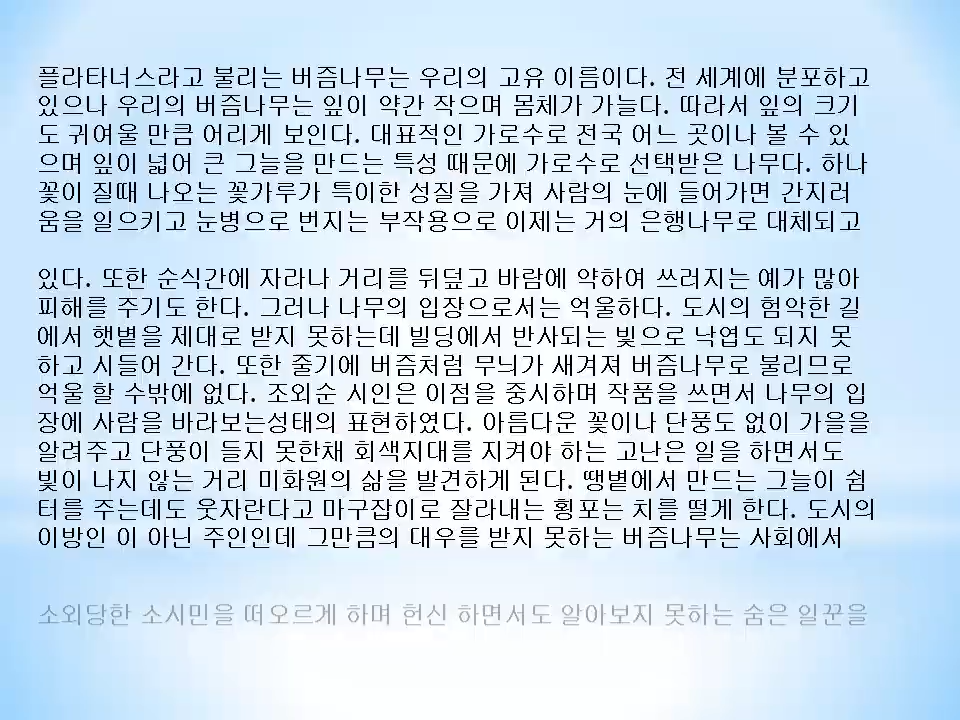 플라타너스라고 불리는 버즘나무는 우리의 고유 이름이다. 전 세계에 분포하고
있으나 우리의 버즘나무는 잎이 약간 작으며 몸체가 가늘다. 따라서 잎의 크기
도 귀여울 만큼 어리게 보인다. 대표적인 가로수로 전국 어느 곳이나 볼 수 있
으며 잎이 넓어 큰 그늘을 만드는 특성 때문에 가로수로 선택받은 나무다. 하나
꽃이 질때 나오는 꽃가루가 특이한 성질을 가져 사람의 눈에 들어가면 간지러
움을 일으키고 눈병으로 번지는 부작용으로 이제는 거의 은행나무로 대체되고
있다. 또한 순식간에 자라나 거리를 뒤덮고 바람에 약하여 쓰러지는 예가 많아
피해를 주기도 한다. 그러나 나무의 입장으로서는 억울하다. 도시의 험악한 길
에서 햇볕을 제대로 받지 못하는데 빌딩에서 반사되는 빛으로 낙엽도 되지 못
하고 시들어 간다. 또한 줄기에 버즘처럼 무늬가 새겨져 버즘나무로 불리므로
억울 할 수밖에 없다. 조외순 시인은 이점을 중시하며 작품을 쓰면서 나무의 입
장에 사람을 바라보는성태의 표현하였다. 아름다운 꽃이나 단풍도 없이 가을을
알려주고 단풍이 들지 못한채 회색지대를 지켜야 하는 고난은 일을 하면서도
빛이 나지 않는 거리 미화원의 삶을 발견하게 된다. 땡볕에서 만드는 그늘이 쉼
터를 주는데도 웃자란다고 마구잡이로 잘라내는 횡포는 치를 떨게 한다. 도시의
이방인 이 아닌 주인인데 그만큼의 대우를 받지 못하는 버즘나무는 사회에서
소외당한 소시민을 떠오르게 하며 헌신 하면서도 알아보지 못하는 숨은 일꾼을